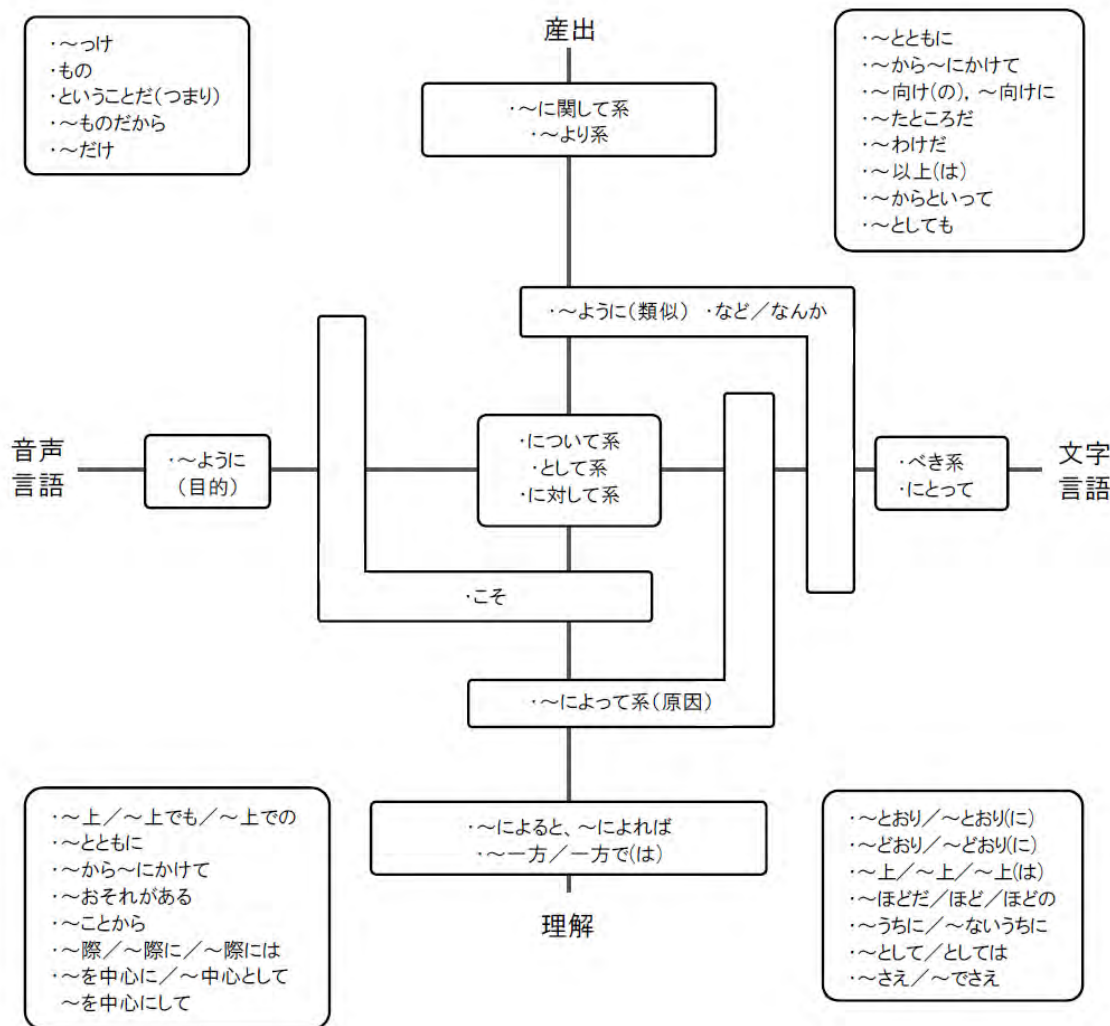 ・～っけ
・もの
・ということだ(つまり)
・～ものだから
・～だけ
産出
・～に関して系
・～より系
・～とともに
・～から～にかけて
・～向け(の)，～向けに
・～たところだ
・～わけだ
・～以上(は)
・～からといって
・～としても
・～ように(類似) ・など／なんか
音声
言語
・～ように
(目的)
・について系
・として系
・に対して系
・べき系
・にとって
文字
言語
・こそ
・～によって系(原因)
・～上／～上でも／～上での
・～とともに
・～から～にかけて
・～おそれがある
・～ことから
・～際／～際に／～際には
・～を中心に／～中心として
～を中心にして
・～によると、～によれば
・～一方／一方で(は)
理解
・～とおり／～とおり(に)
・～どおり／～どおり(に)
・～上／～上／～上(は)
・～ほどだ／ほど／ほどの
・～うちに／～ないうちに
・～として／としては
・～さえ／～でさえ